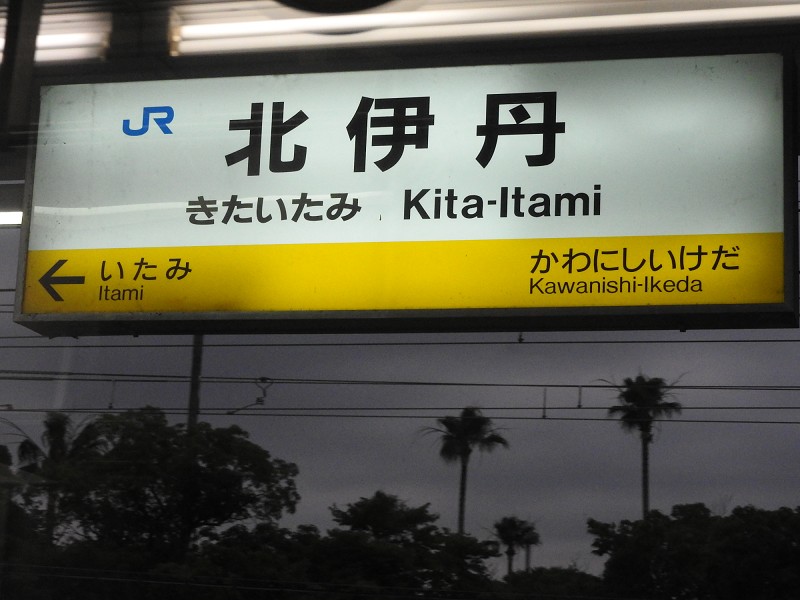 JR 北伊丹
きたいたみ Kita-Itami
← いたみ かわにしいけだ
Itami Kawanishi-Ikeda